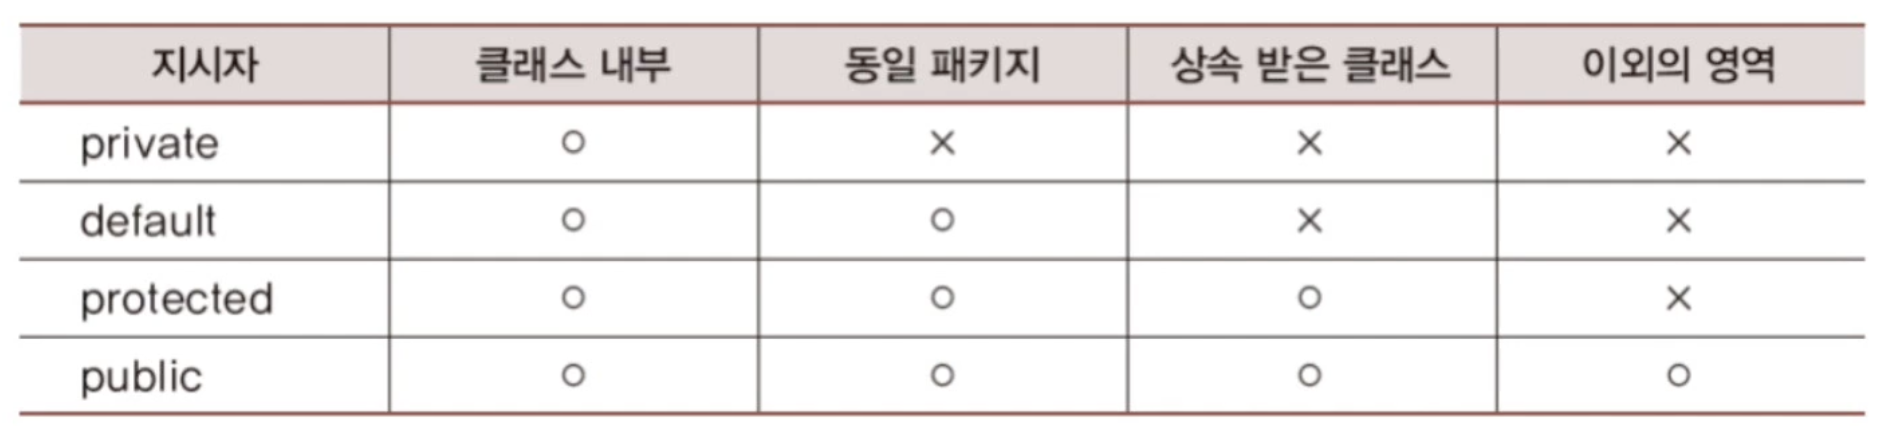 지시자 클래스 내부 동일 패키지 상속 받은 클래스 이외의 영역
private ○ × × ×
default ○ ○ × ×
protected ○ ○ ○ ×
public ○ ○ ○ ○